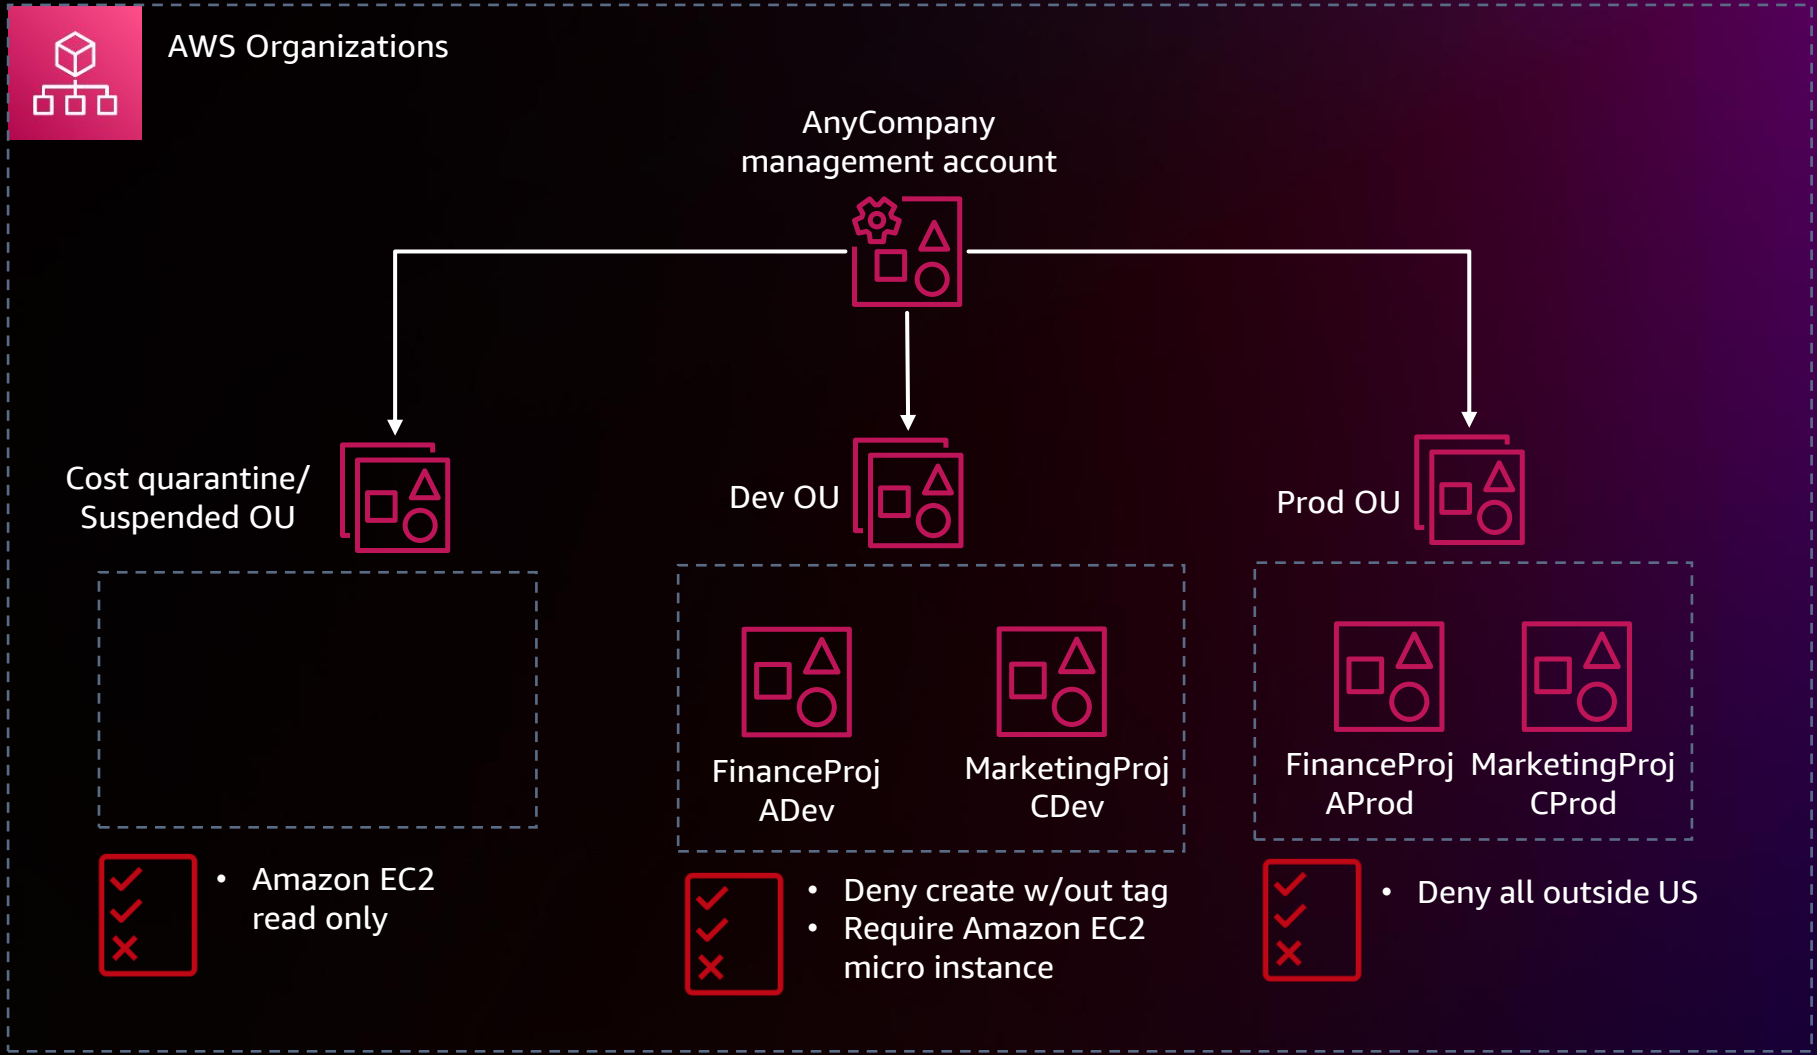 AWS Organizations
AnyCompany
management account
Cost quarantine/
Suspended OU
Dev OU
Prod OU
FinanceProj
ADev
MarketingProj
CDev
FinanceProj
AProd
MarketingProj
CProd
• Amazon EC2
read only
• Deny create w/out tag
• Require Amazon EC2
micro instance
• Deny all outside US